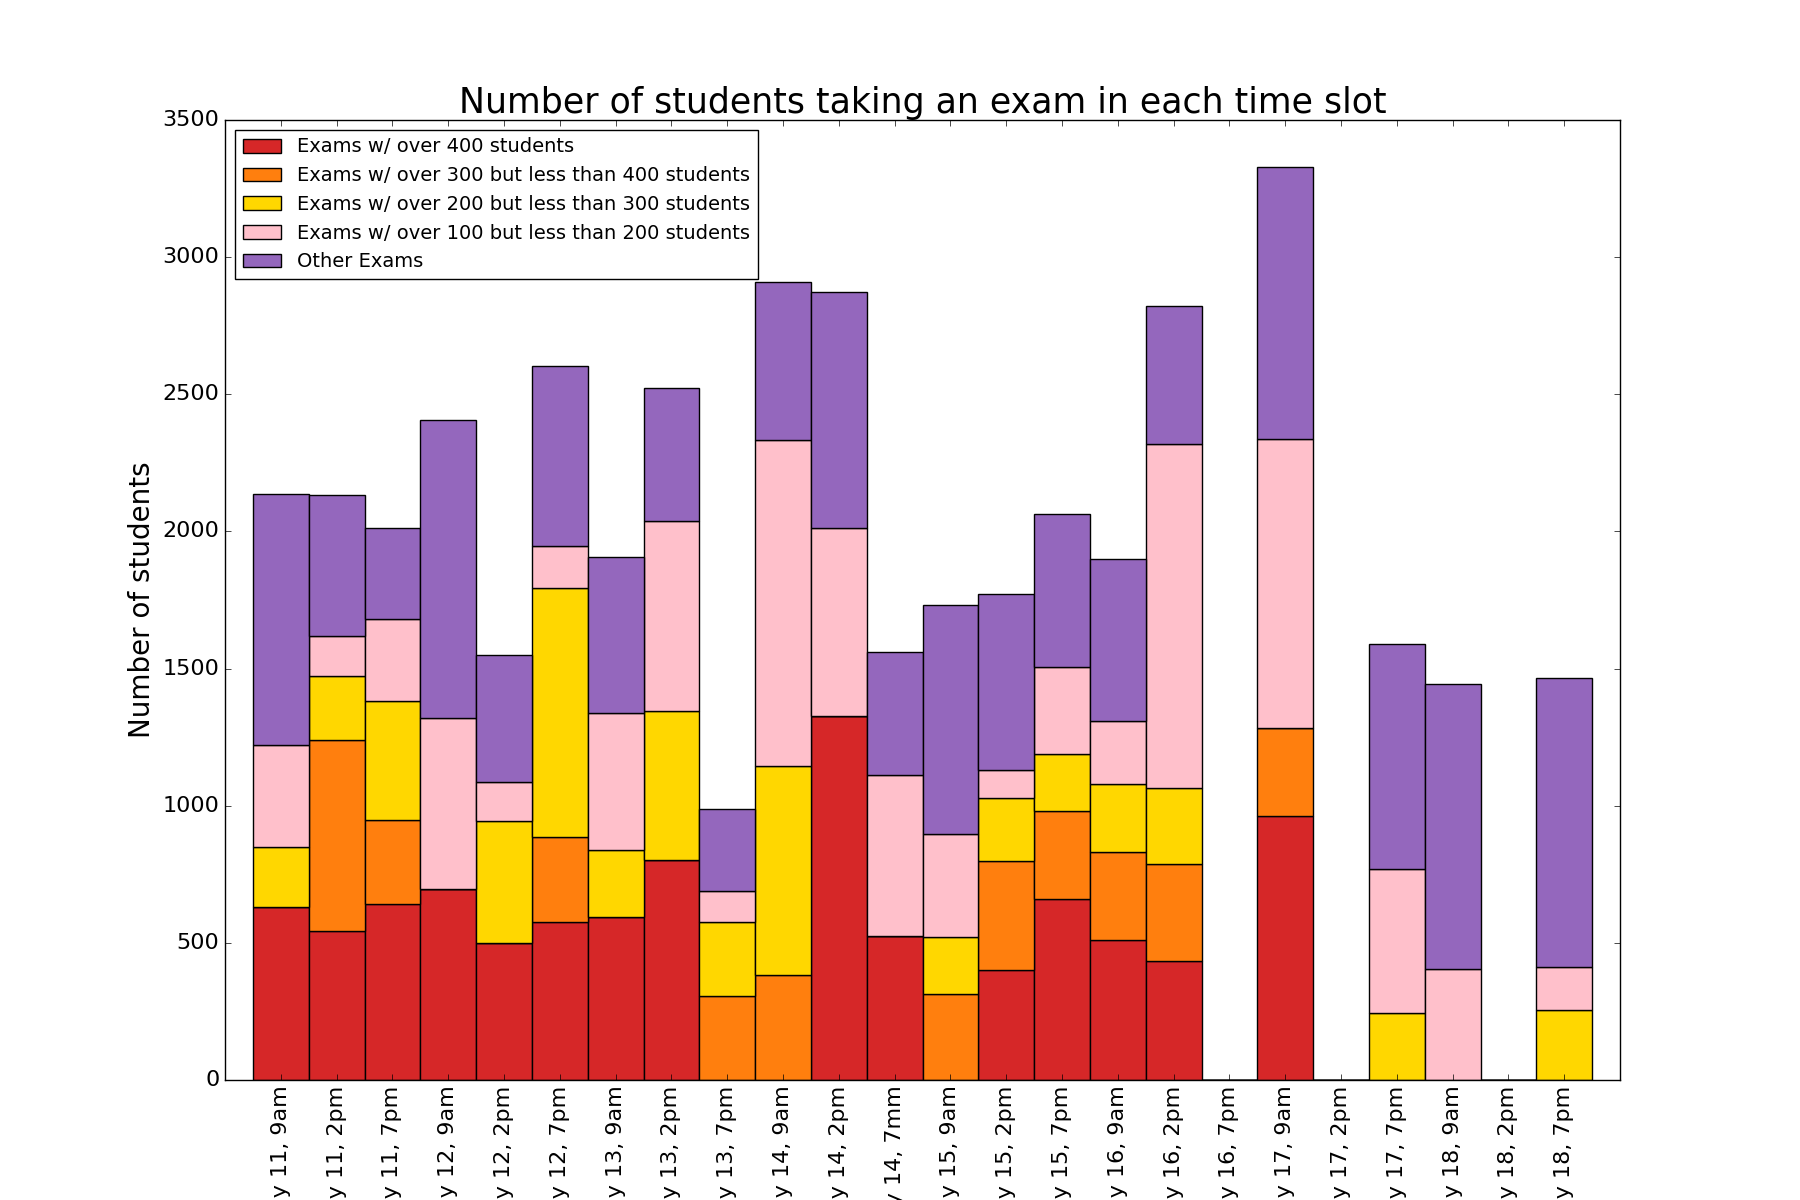 Number of students taking an exam in each time slot
Exams w/ over 400 students
Exams w/ over 300 but less than 400 students
Exams w/ over 200 but less than 300 students
Exams w/ over 100 but less than 200 students
Other Exams
Number of students
3500
3000
2500
2000
1500
1000
500
0
y 11, 9am
y 11, 2pm
y 11, 7pm
y 12, 9am
y 12, 2pm
y 12, 7pm
y 13, 9am
y 13, 2pm
y 13, 7pm
y 14, 9am
y 14, 2pm
y 14, 7mm
y 15, 9am
y 15, 2pm
y 15, 7pm
y 16, 9am
y 16, 2pm
y 16, 7pm
y 17, 9am
y 17, 2pm
y 17, 7pm
y 18, 9am
y 18, 2pm
y 18, 7pm